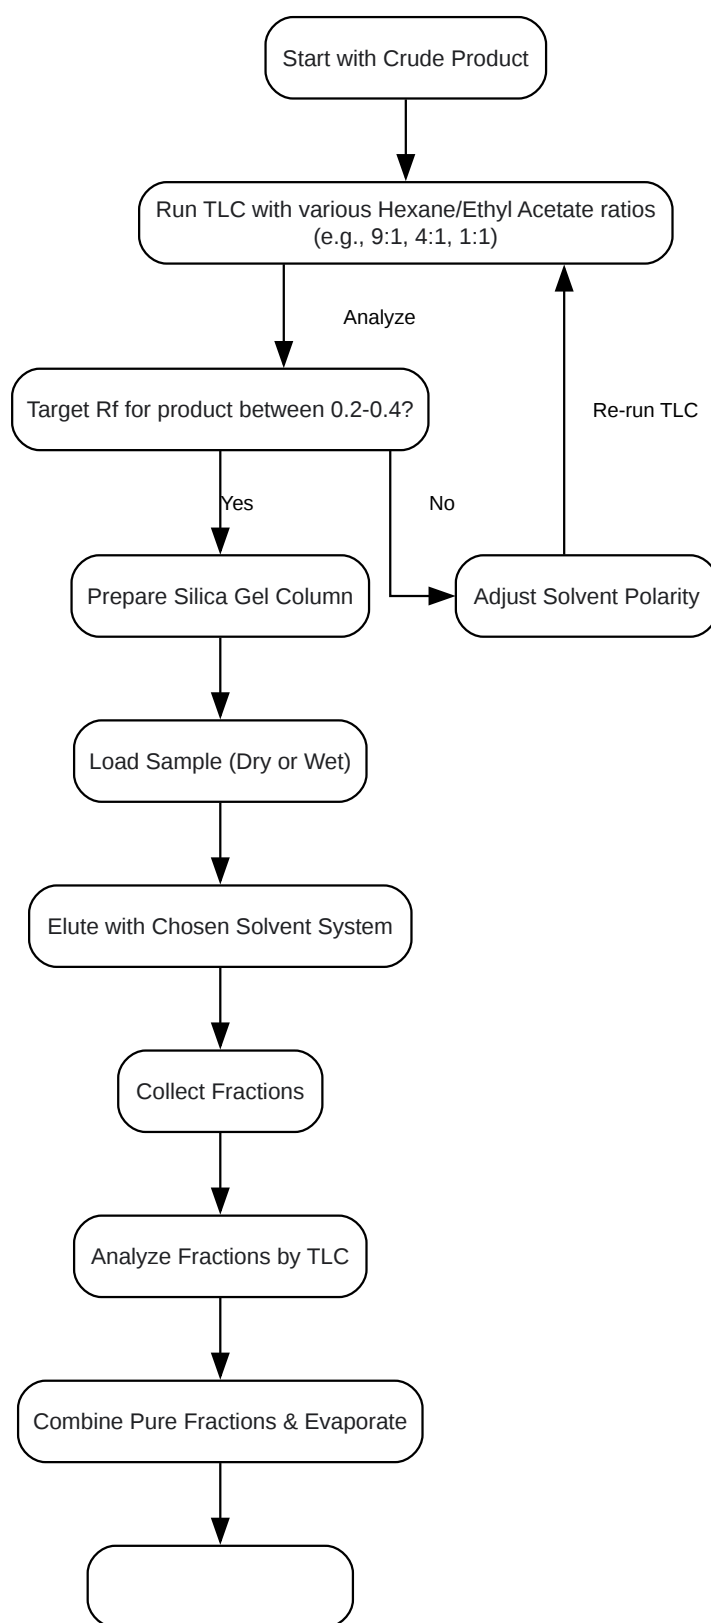 Start with Crude Product
Run TLC with various Hexane/Ethyl Acetate ratios
(e.g., 9:1, 4:1, 1:1)
Analyze
Target Rf for product between 0.2-0.4?
Re-run TLC
Yes
No
Prepare Silica Gel Column
Adjust Solvent Polarity
Load Sample (Dry or Wet)
Elute with Chosen Solvent System
Collect Fractions
Analyze Fractions by TLC
Combine Pure Fractions & Evaporate